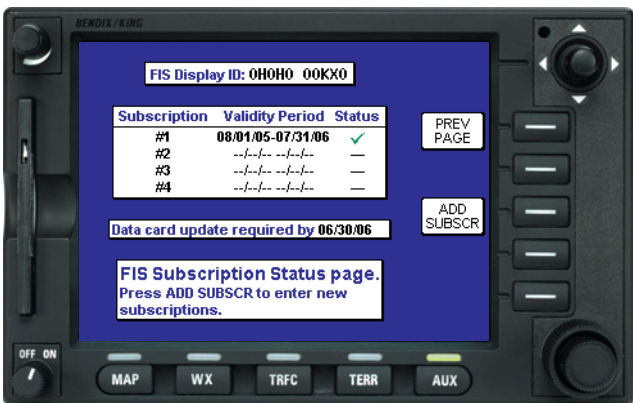 BENDIX/KING
FIS Display ID: 0H0H0 00KX0
Subscription Validity Period Status
#1 08/01/05-07/31/06 ✓
#2 --/--/-- --/--/-- —
#3 --/--/-- --/--/-- —
#4 --/--/-- --/--/-- —
PREV
PAGE
ADD
SUBSCR
Data card update required by 06/30/06
FIS Subscription Status page.
Press ADD SUBSCR to enter new
subscriptions.
OFF ON
MAP WX TRFC TERR AUX